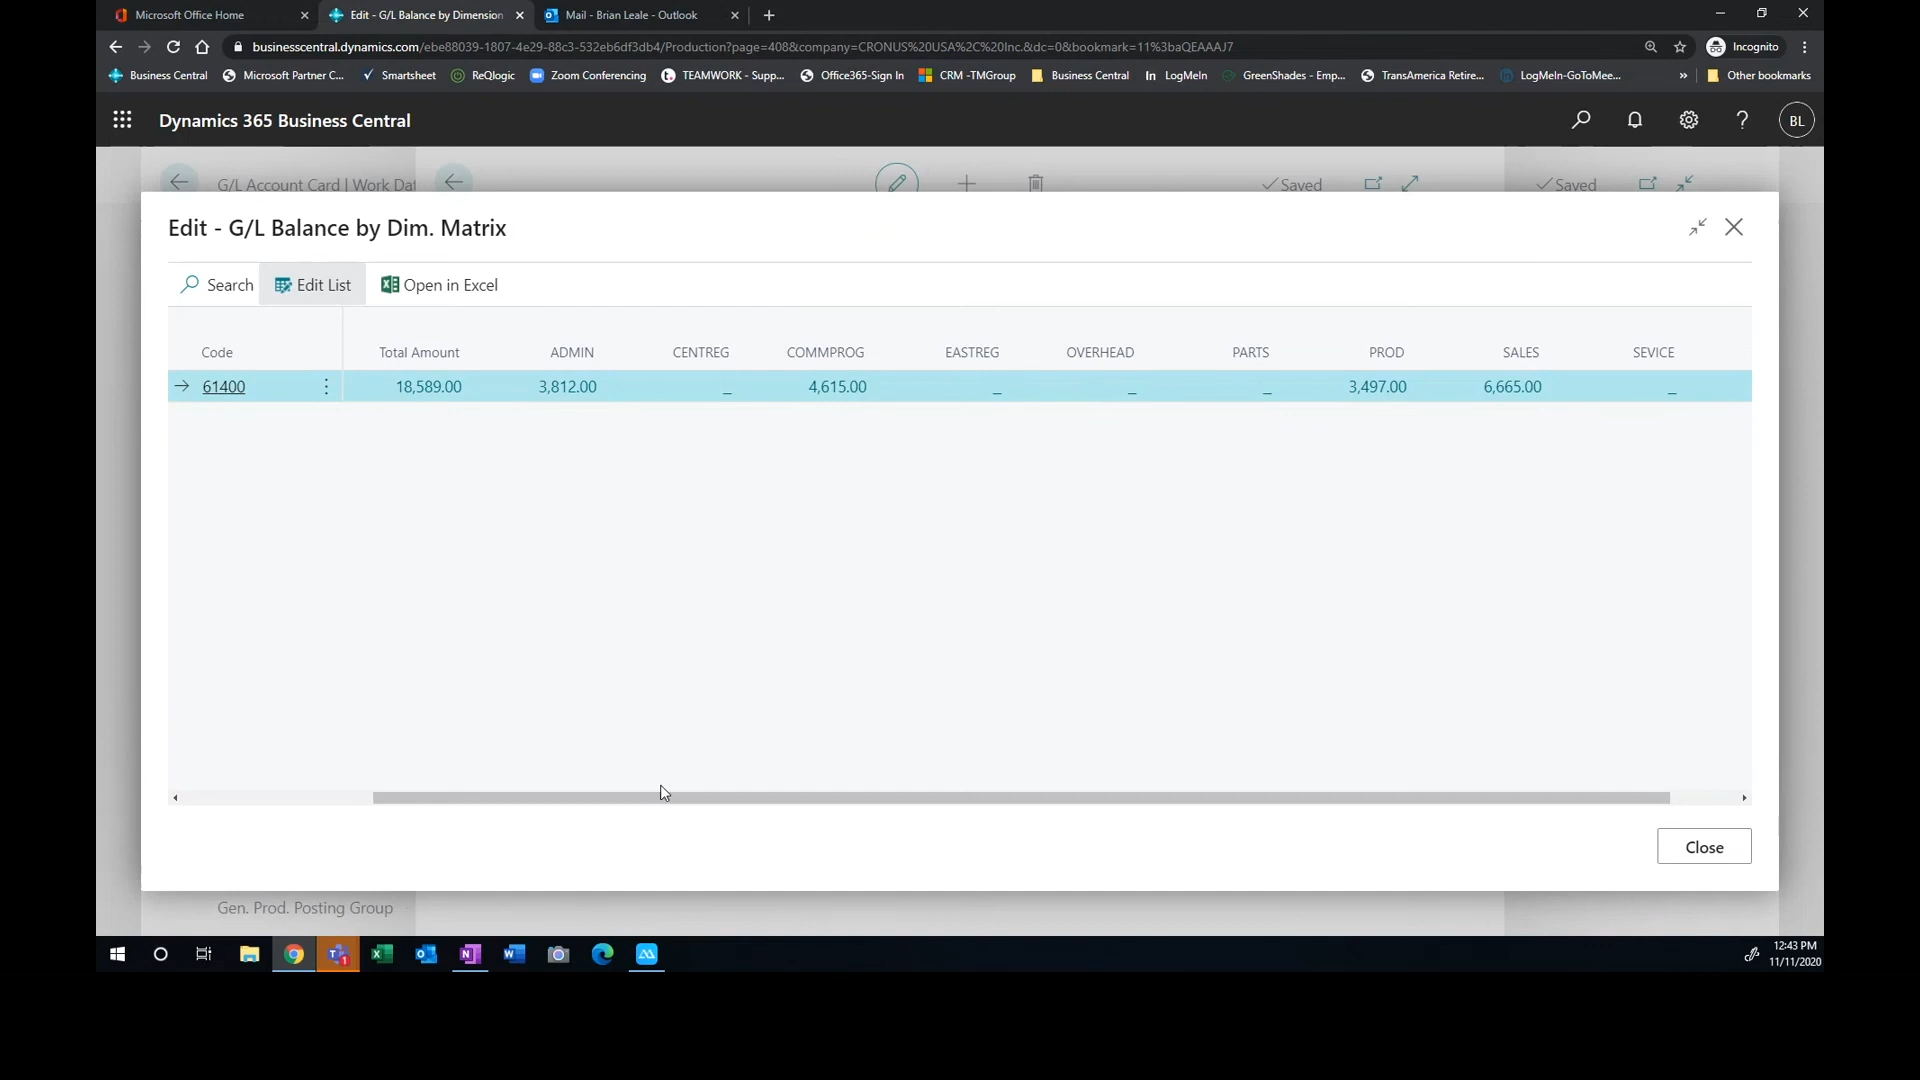 Microsoft Office Home
Edit - G/L Balance by Dimension
Mail - Brian Leale - Outlook
businesscentral.dynamics.com/ebe88039-1807-4e29-88c3-532eb6df3db4/Production?page=408&company=CRONUS%20USA%2C%20Inc.&dc=0&bookmark=11%3baQEAAAJ7
Incognito
Business Central
Microsoft Partner C...
Smartsheet
ReQlogic
Zoom Conferencing
TEAMWORK - Supp...
Office365-Sign In
CRM -TMGroup
Business Central
LogMeIn
GreenShades - Emp...
TransAmerica Retire...
LogMeIn-GoToMee...
»
Other bookmarks
Dynamics 365 Business Central
BL
G/L Account Card | Work Dat
Saved
Saved
Edit - G/L Balance by Dim. Matrix
Search
Edit List
Open in Excel
Code Total Amount ADMIN CENTREG COMMPROG EASTREG OVERHEAD PARTS PROD SALES SEVICE
61400 18,589.00 3,812.00 _ 4,615.00 _ _ _ 3,497.00 6,665.00 _
Close
Gen. Prod. Posting Group
12:43 PM
11/11/2020